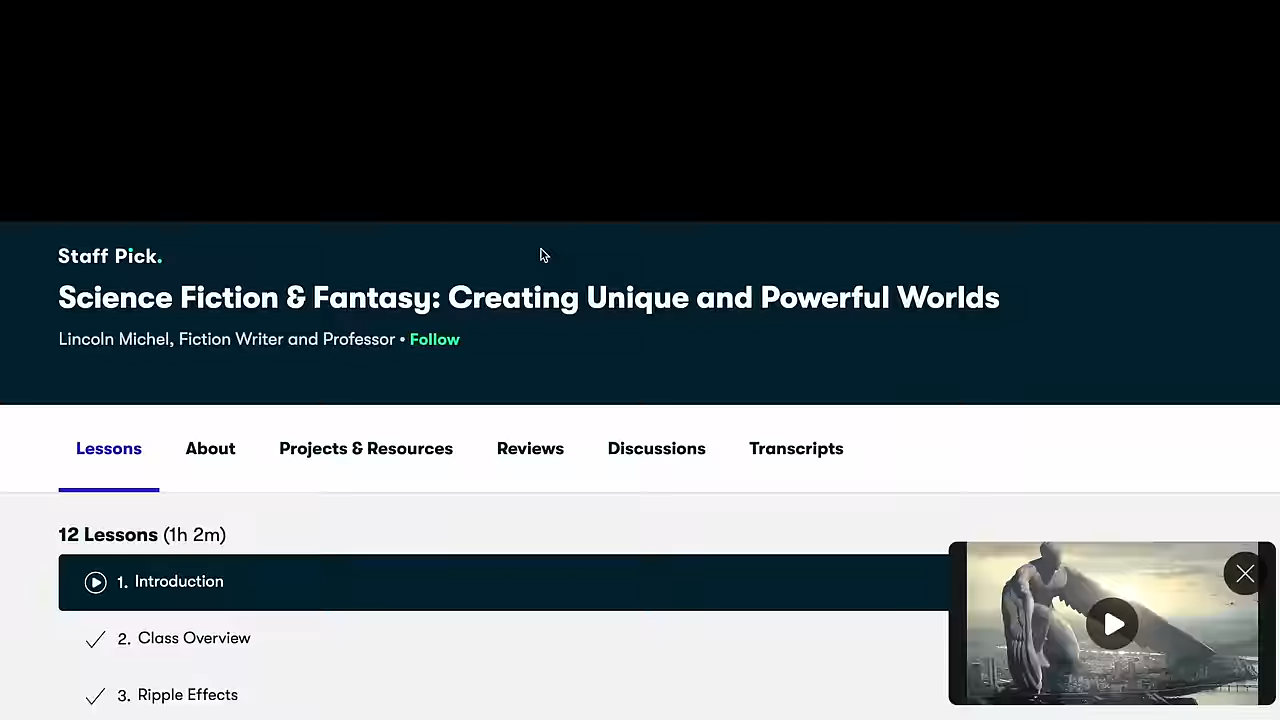 Staff Pick.
Science Fiction & Fantasy: Creating Unique and Powerful Worlds
Lincoln Michel, Fiction Writer and Professor • Follow
Lessons About Projects & Resources Reviews Discussions Transcripts
12 Lessons (1h 2m)
1. Introduction
2. Class Overview
3. Ripple Effects